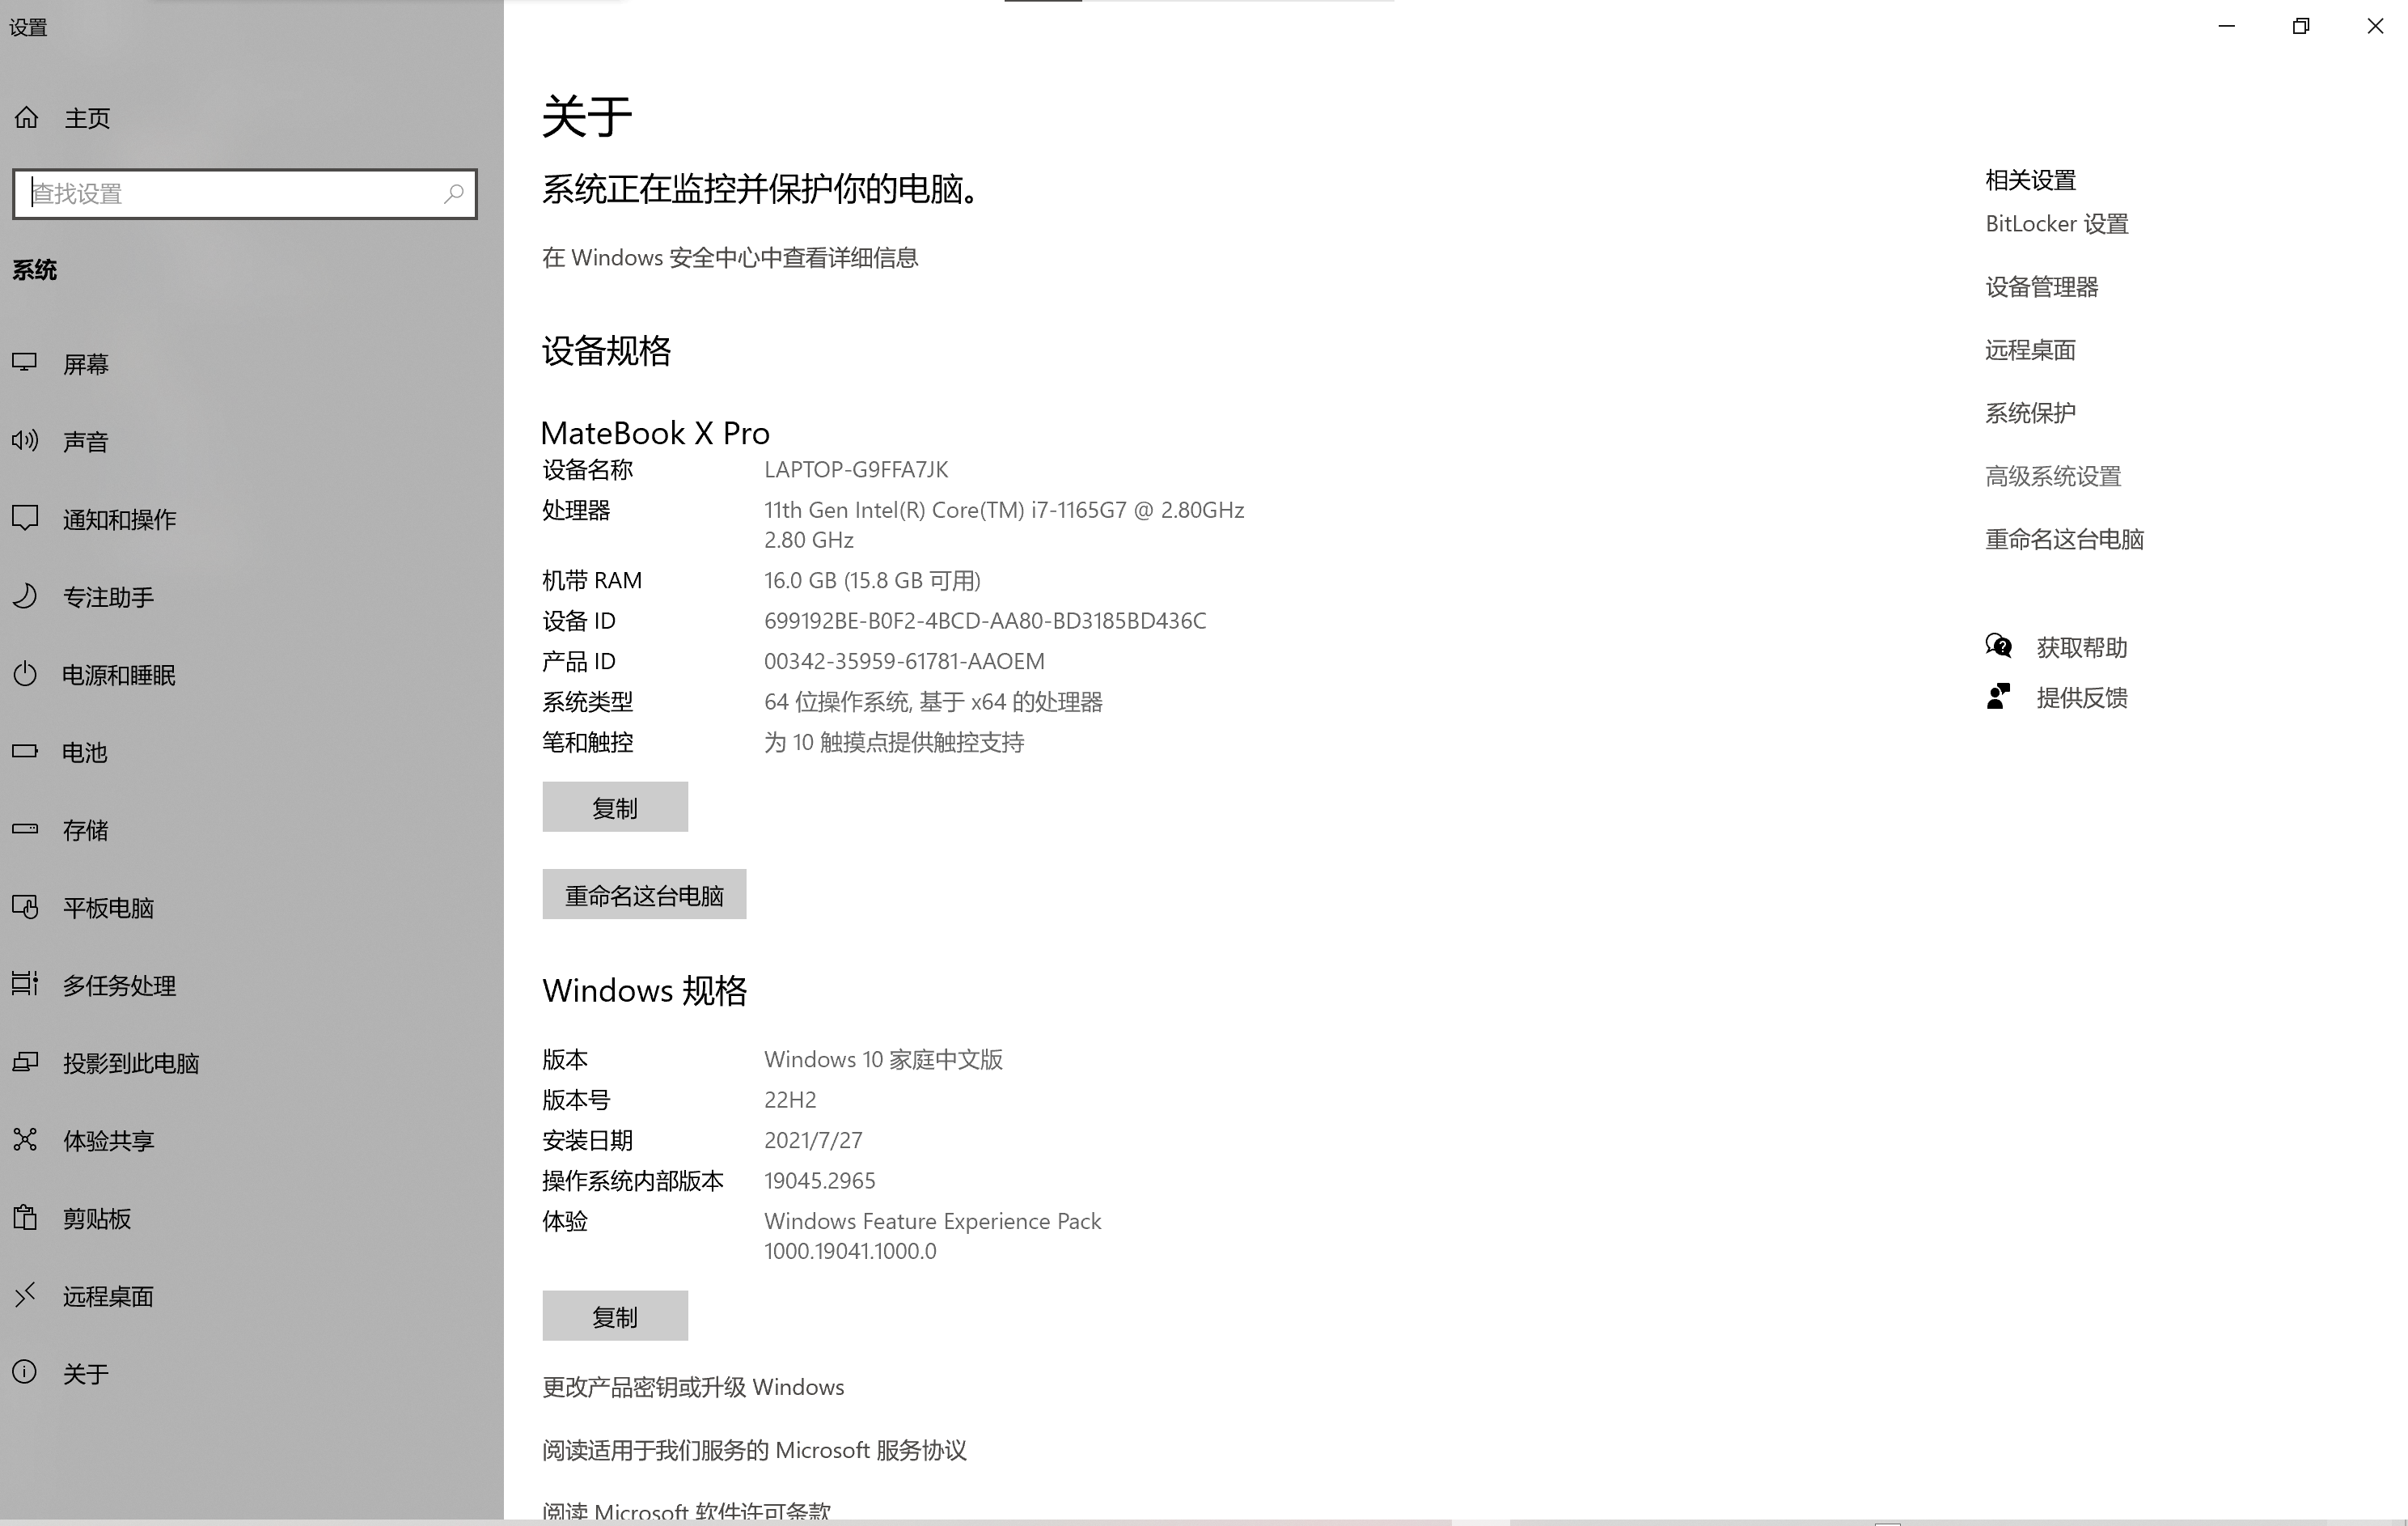 设置
主页
查找设置
系统
屏幕
声音
通知和操作
专注助手
电源和睡眠
电池
存储
平板电脑
多任务处理
投影到此电脑
体验共享
剪贴板
远程桌面
关于
关于
系统正在监控并保护你的电脑。
在 Windows 安全中心中查看详细信息
设备规格
MateBook X Pro
设备名称 LAPTOP-G9FFA7JK
处理器 11th Gen Intel(R) Core(TM) i7-1165G7 @ 2.80GHz
2.80 GHz
机带 RAM 16.0 GB (15.8 GB 可用)
设备 ID 699192BE-B0F2-4BCD-AA80-BD3185BD436C
产品 ID 00342-35959-61781-AAOEM
系统类型 64 位操作系统, 基于 x64 的处理器
笔和触控 为 10 触摸点提供触控支持
复制
重命名这台电脑
Windows 规格
版本 Windows 10 家庭中文版
版本号 22H2
安装日期 2021/7/27
操作系统内部版本 19045.2965
体验 Windows Feature Experience Pack
1000.19041.1000.0
复制
更改产品密钥或升级 Windows
阅读适用于我们服务的 Microsoft 服务协议
阅读 Microsoft 软件许可条款
相关设置
BitLocker 设置
设备管理器
远程桌面
系统保护
高级系统设置
重命名这台电脑
获取帮助
提供反馈